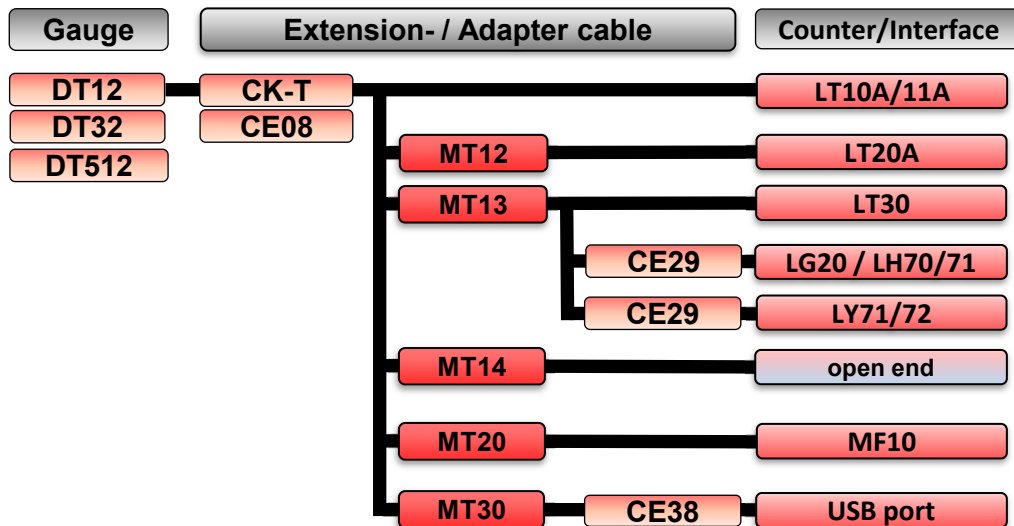 Gauge Extension- / Adapter cable Counter/Interface
DT12 CK-T LT10A/11A
DT32 CE08
DT512 MT12 LT20A
MT13 LT30
CE29 LG20 / LH70/71
CE29 LY71/72
MT14 open end
MT20 MF10
MT30 CE38 USB port